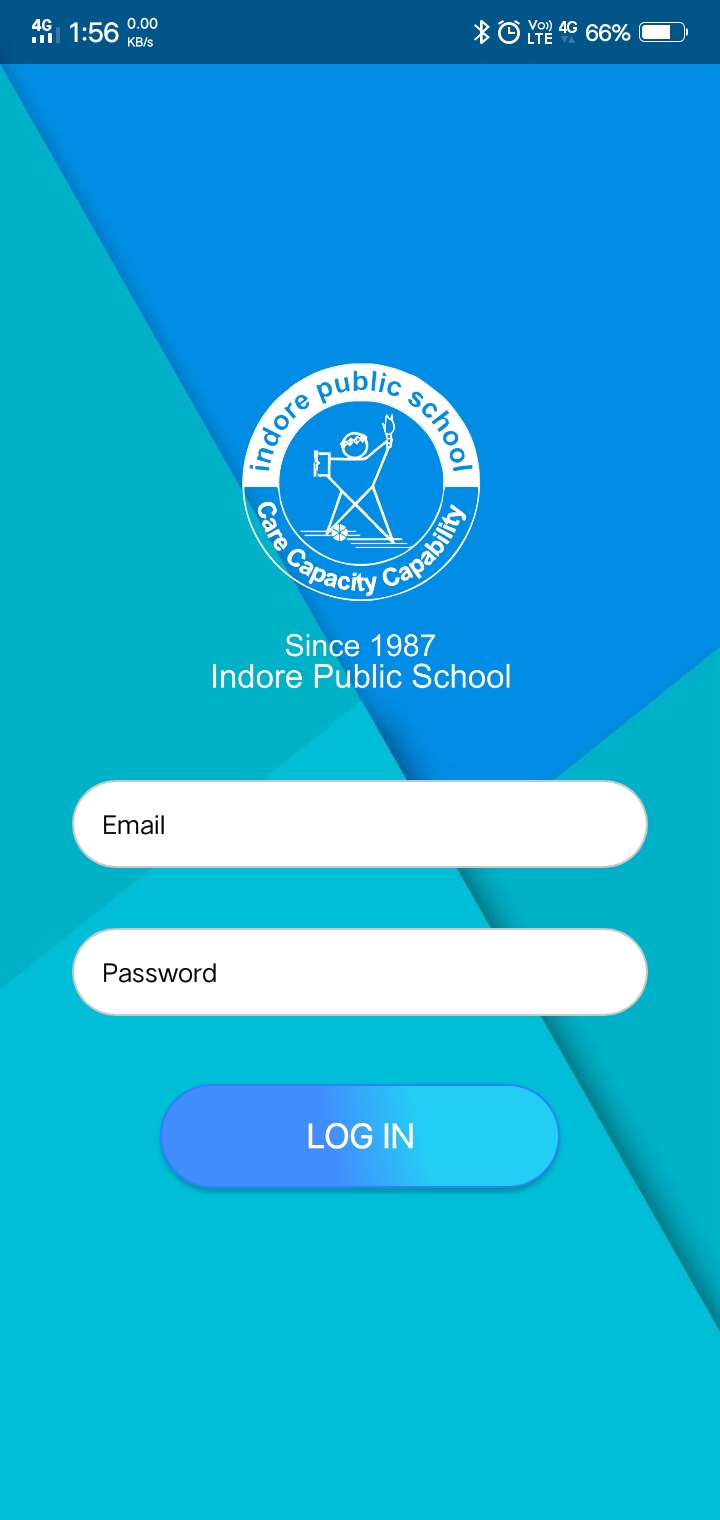 4G 1:56 0.00 KB/s Vo)) LTE 4G 66%
indore public school
Care Capacity Capability
Since 1987
Indore Public School
Email
Password
LOG IN